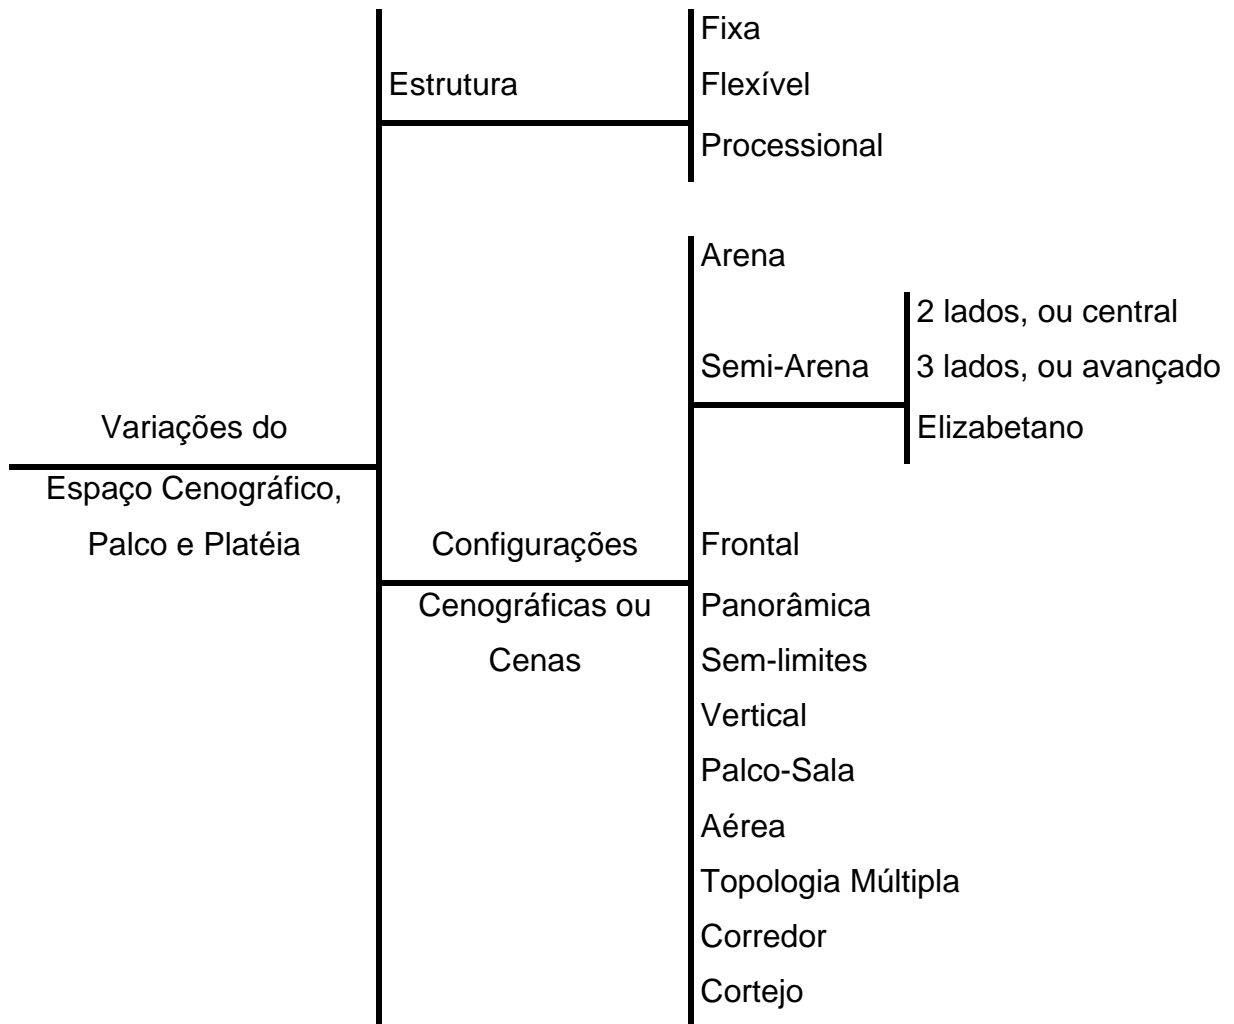 Fixa
Estrutura
Flexível
Processional
Arena
2 lados, ou central
Semi-Arena
3 lados, ou avançado
Elizabetano
Variações do
Espaço Cenográfico,
Palco e Platéia
Configurações
Cenográficas ou
Cenas
Frontal
Panorâmica
Sem-limites
Vertical
Palco-Sala
Aérea
Topologia Múltipla
Corredor
Cortejo